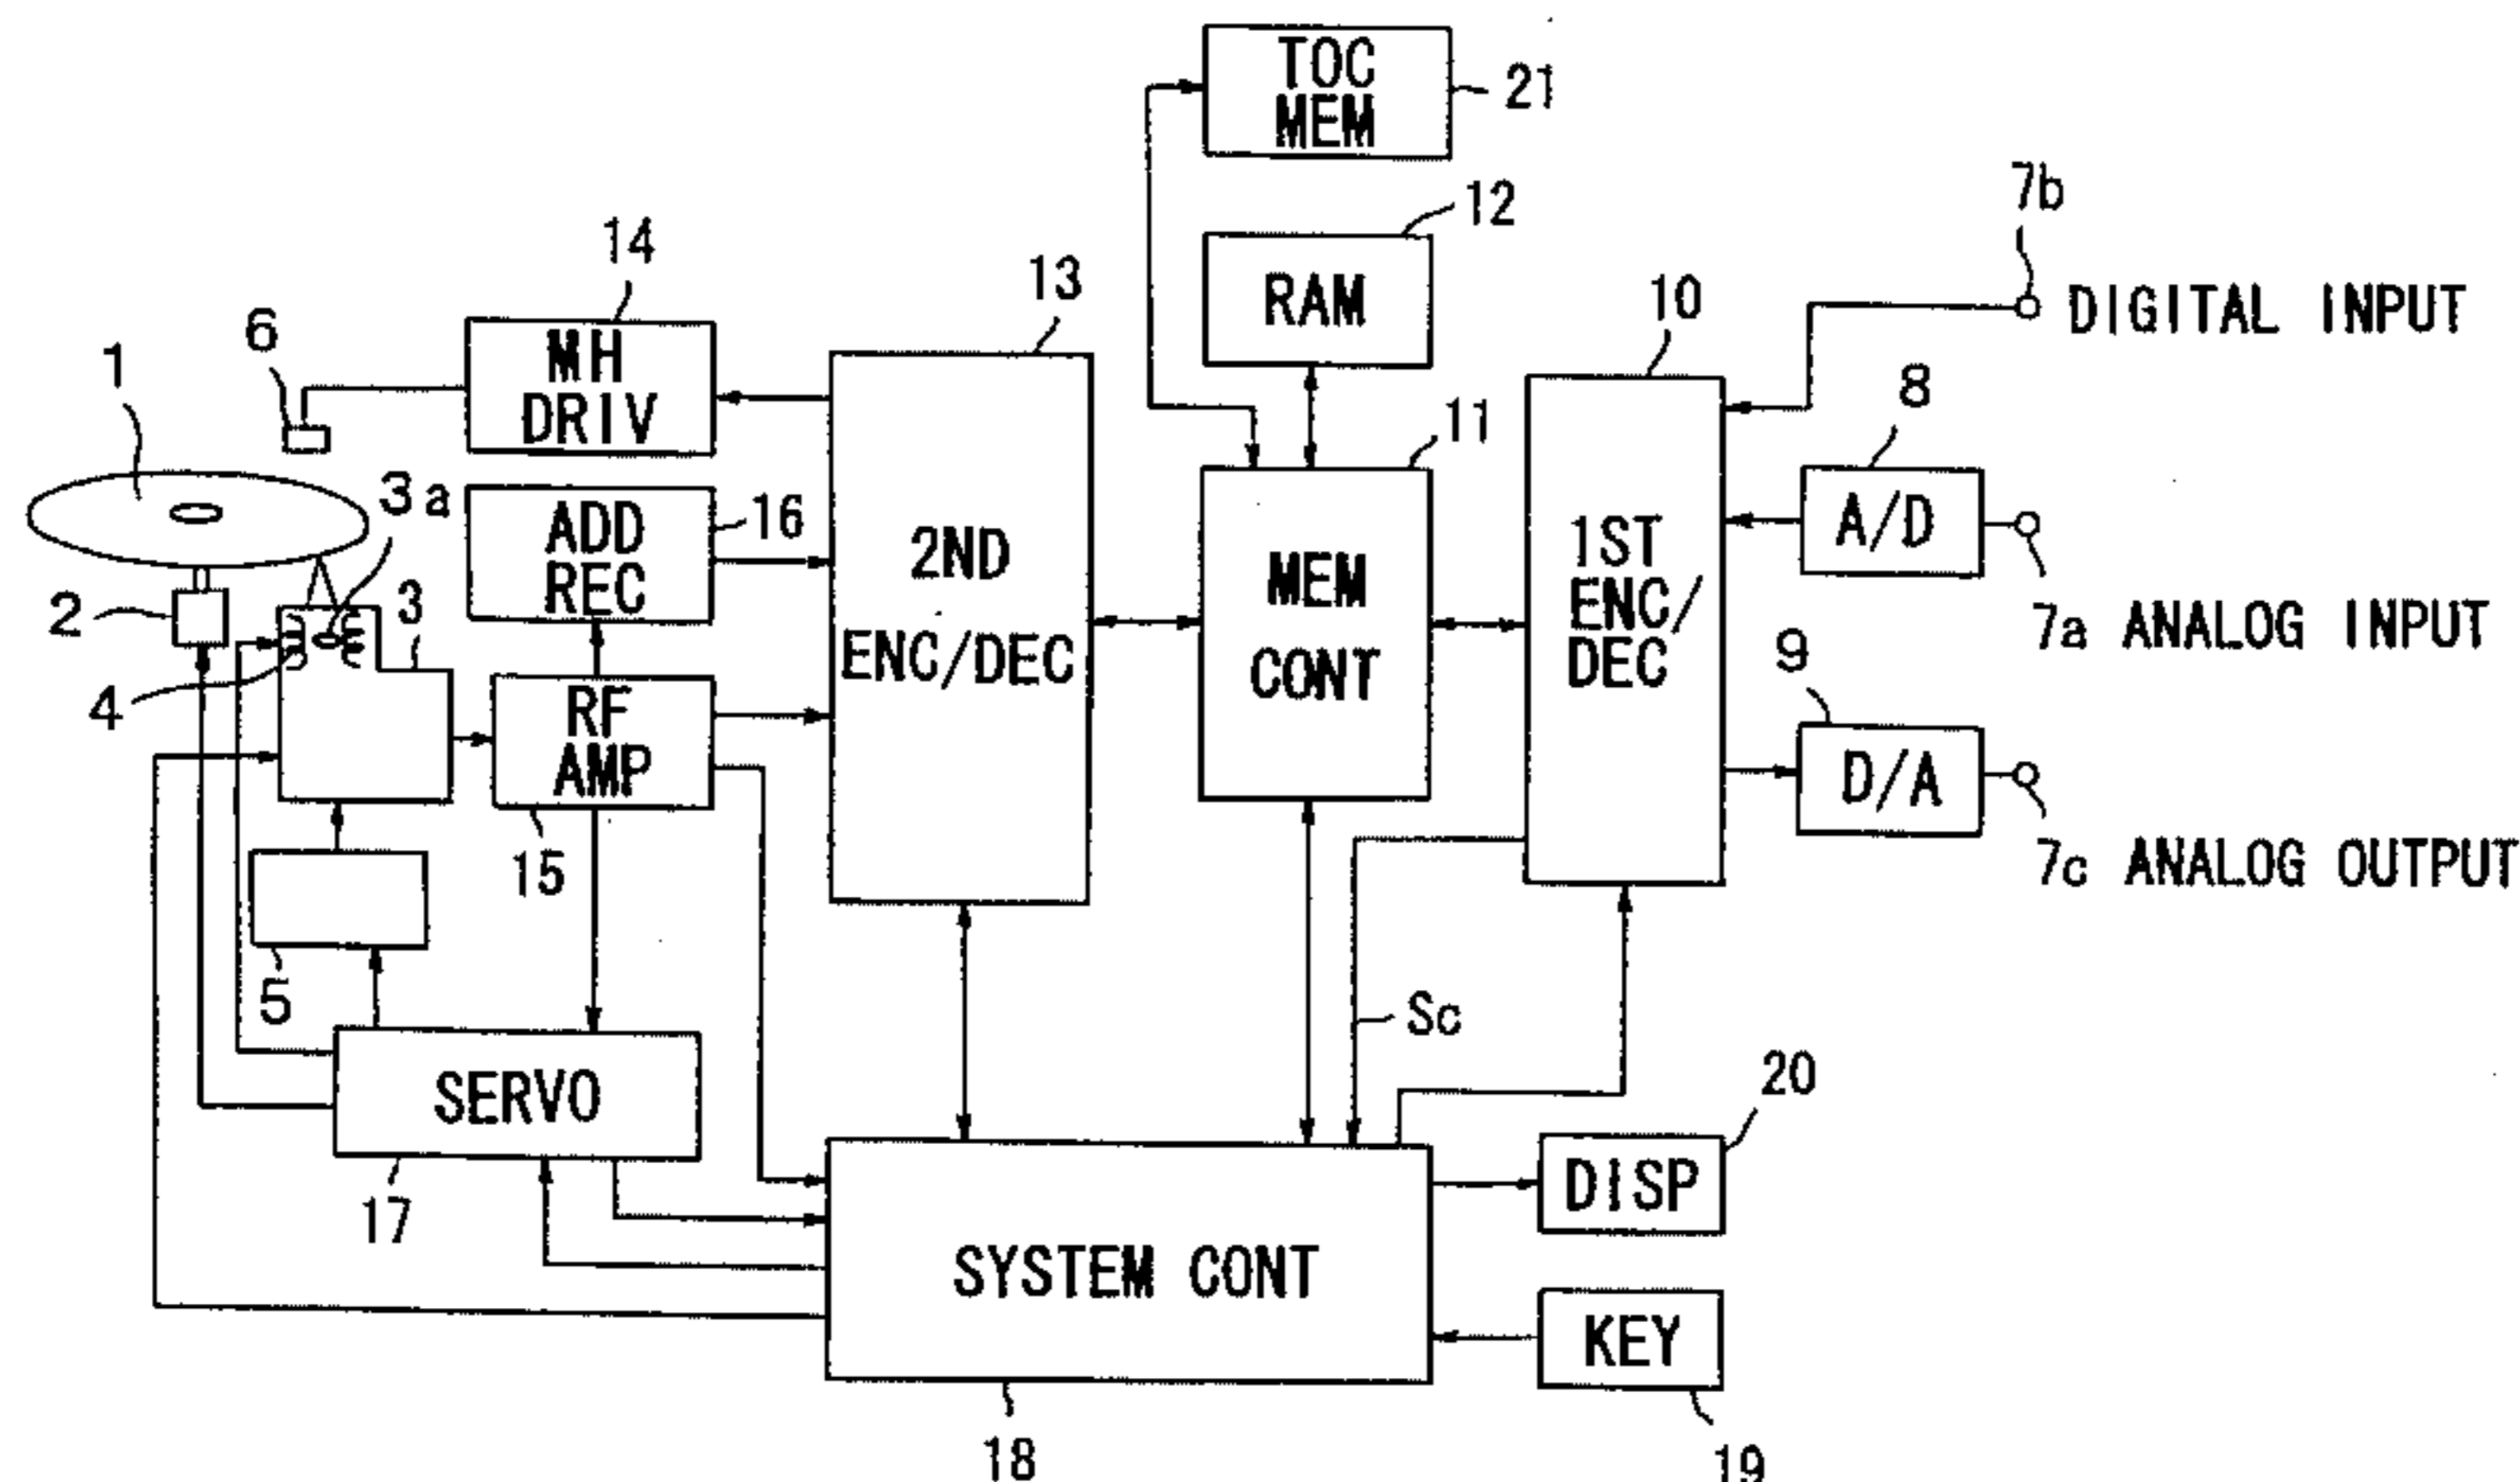 TOC
MEM
21
12
RAM
7b
DIGITAL INPUT
14
13
10
6
MH
DRIV
1
8
11
3a
ADD
REC
16
2ND
ENC/DEC
MEM
CONT
1ST
ENC/
DEC
A/D
7a ANALOG INPUT
2
3
4
RF
AMP
15
9
D/A
7c ANALOG OUTPUT
5
Sc
SERVO
17
20
DISP
SYSTEM CONT
KEY
18
19